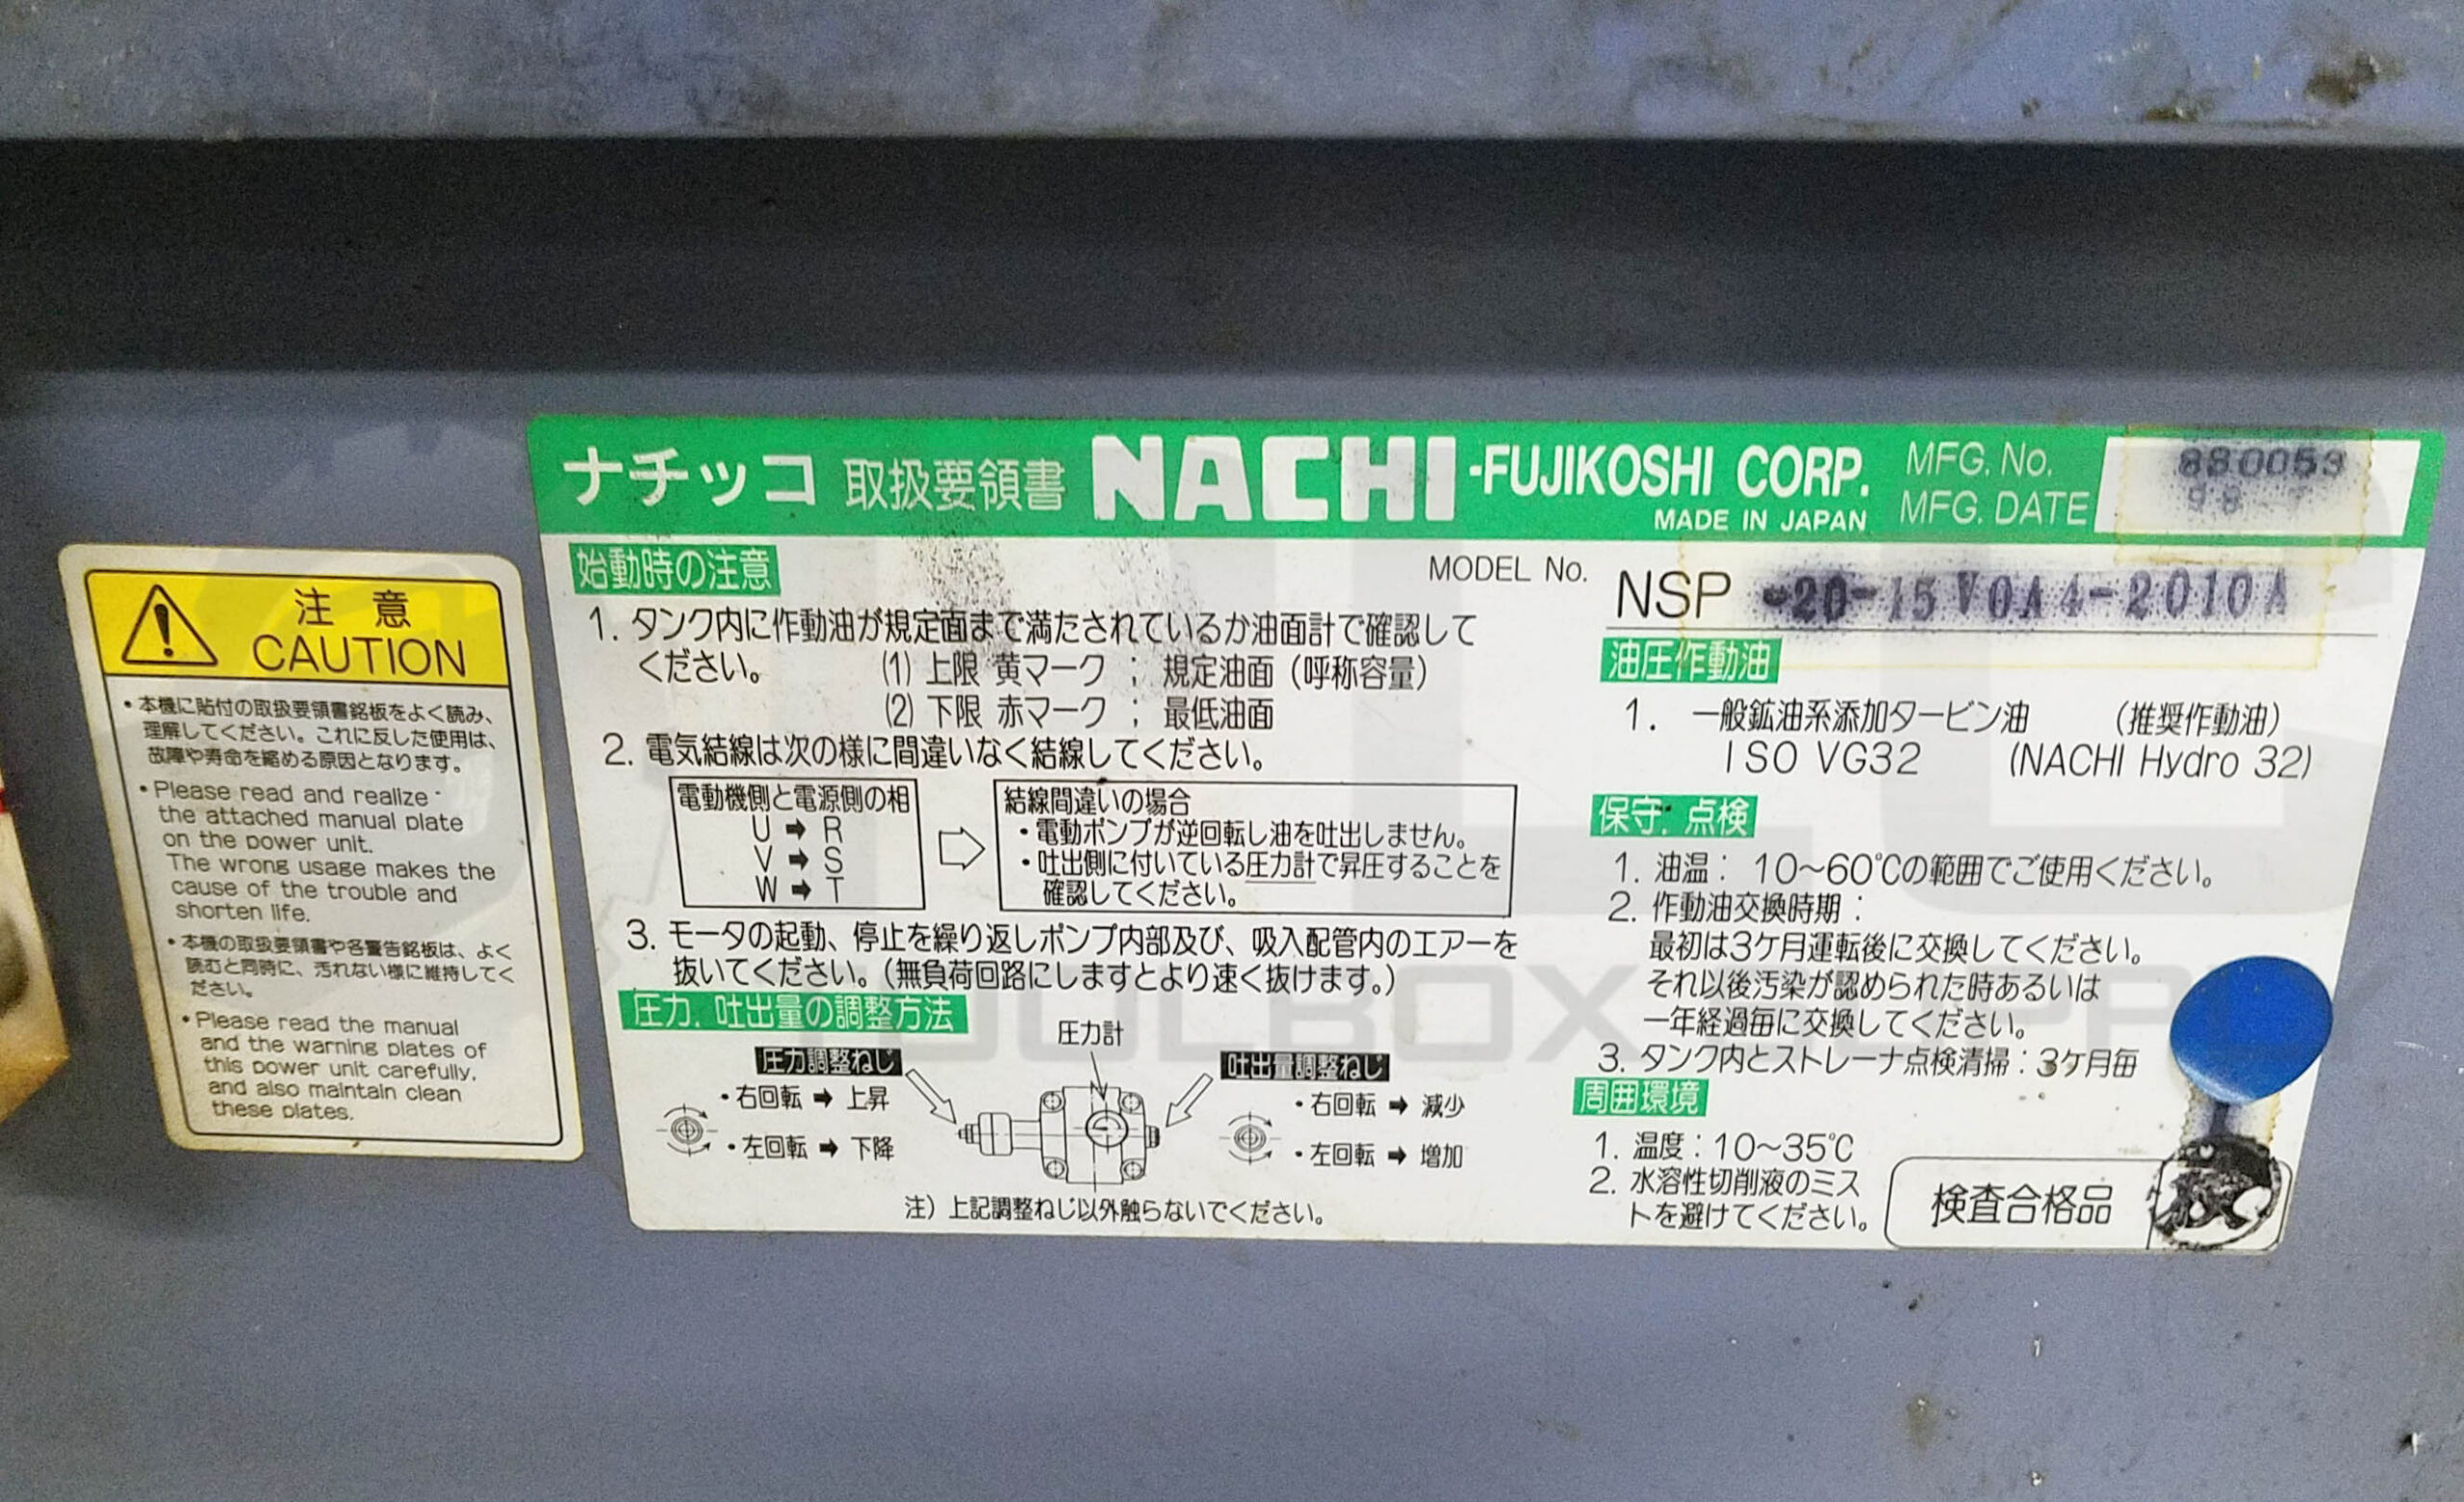 注 意
CAUTION
・本機に貼付の取扱要領書銘板をよく読み、
理解してください。これに反した使用は、
故障や寿命を縮める原因となります。
・Please read and realize
the attached manual plate
on the power unit.
The wrong usage makes the
cause of the trouble and
shorten life.
・本機の取扱要領書や各警告銘板は、よく
読むと同時に、汚れない様に維持してく
ださい。
・Please read the manual
and the warning plates of
this power unit carefully,
and also maintain clean
these plates.
ナチッコ 取扱要領書 NACHI-FUJIKOSHI CORP.
MADE IN JAPAN
MFG. No. 880053
MFG. DATE 98
MODEL No. NSP -20-15V0A4-2010A
始動時の注意
1. タンク内に作動油が規定面まで満たされているか油面計で確認して
ください。 (1) 上限 黄マーク ; 規定油面 (呼称容量)
(2) 下限 赤マーク ; 最低油面
2. 電気結線は次の様に間違いなく結線してください。
電動機側と電源側の相
U ➡ R
V ➡ S
W ➡ T
結線間違いの場合
・電動ポンプが逆回転し油を吐出しません。
・吐出側に付いている圧力計で昇圧することを
確認してください。
3. モータの起動、停止を繰り返しポンプ内部及び、吸入配管内のエアーを
抜いてください。(無負荷回路にしますとより速く抜けます。)
圧力. 吐出量の調整方法
圧力計
圧力調整ねじ
・右回転 ➡ 上昇
・左回転 ➡ 下降
吐出量調整ねじ
・右回転 ➡ 減少
・左回転 ➡ 増加
注) 上記調整ねじ以外触らないでください。
油圧作動油
1. 一般鉱油系添加タービン油 (推奨作動油)
ISO VG32 (NACHI Hydro 32)
保守. 点検
1. 油温 : 10~60℃の範囲でご使用ください。
2. 作動油交換時期 :
最初は3ケ月運転後に交換してください。
それ以後汚染が認められた時あるいは
一年経過毎に交換してください。
3. タンク内とストレーナ点検清掃 : 3ケ月毎
周囲環境
1. 温度 : 10~35℃
2. 水溶性切削液のミス
トを避けてください。
検査合格品